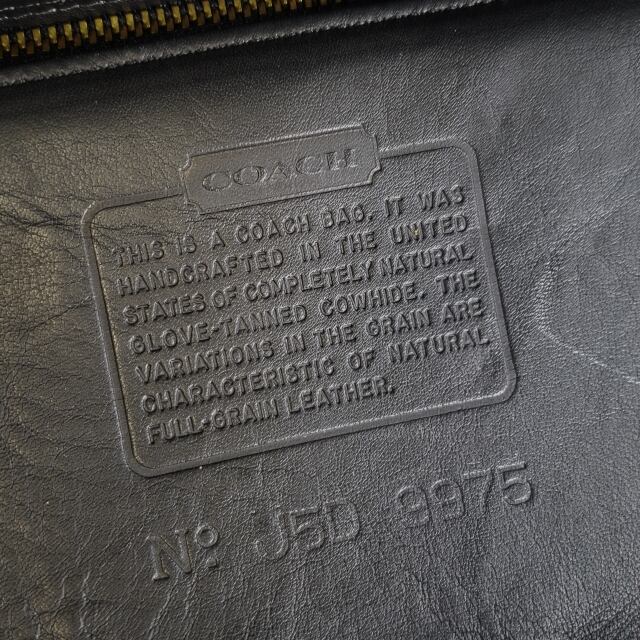 COACH
THIS IS A COACH BAG. IT WAS
HANDCRAFTED IN THE UNITED
STATES OF COMPLETELY NATURAL
GLOVE-TANNED COWHIDE. THE
VARIATIONS IN THE GRAIN ARE
CHARACTERISTIC OF NATURAL
FULL-GRAIN LEATHER.
No: J5D 9975